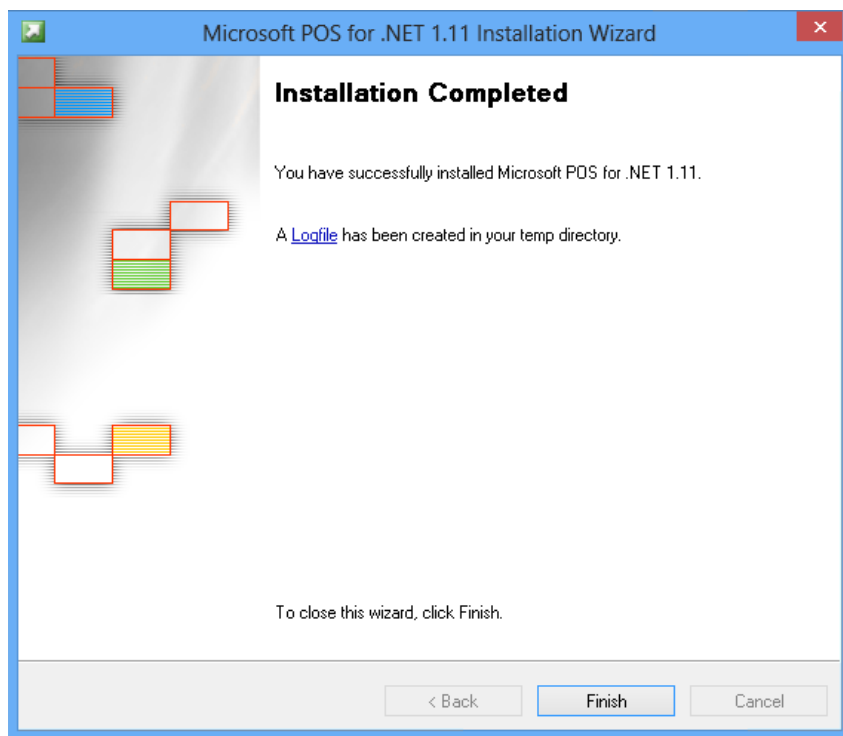 Microsoft POS for .NET 1.11 Installation Wizard
Installation Completed
You have successfully installed Microsoft POS for .NET 1.11.
A Logfile has been created in your temp directory.
To close this wizard, click Finish.
< Back
Finish
Cancel